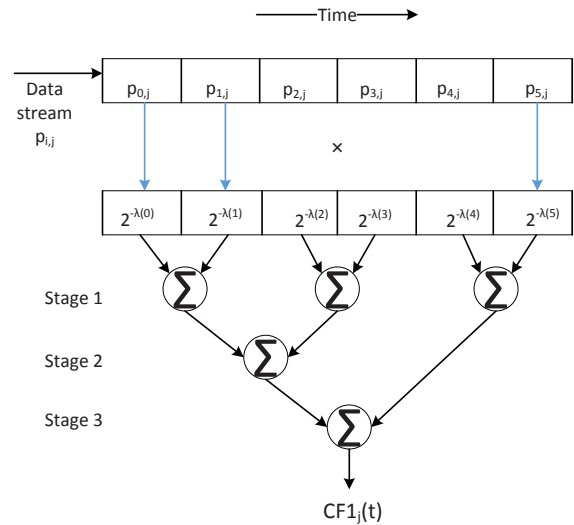 Time
Data stream p_{i,j}
p_{0,j} p_{1,j} p_{2,j} p_{3,j} p_{4,j} p_{5,j}
×
2^{-λ(0)} 2^{-λ(1)} 2^{-λ(2)} 2^{-λ(3)} 2^{-λ(4)} 2^{-λ(5)}
Stage 1
Σ Σ Σ
Stage 2
Σ
Stage 3
Σ
CF1_j(t)